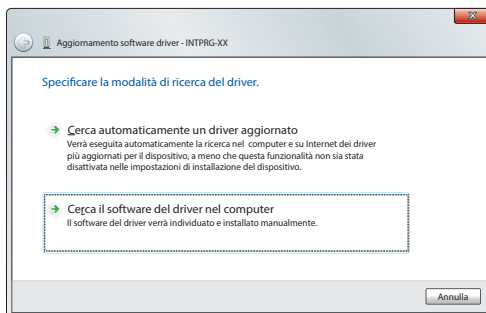 Aggiornamento software driver - INTPRG-XX
Specificare la modalità di ricerca del driver.
Cerca automaticamente un driver aggiornato
Verrà eseguita automaticamente la ricerca nel computer e su Internet dei driver
più aggiornati per il dispositivo, a meno che questa funzionalità non sia stata
disattivata nelle impostazioni di installazione del dispositivo.
Cerca il software del driver nel computer
Il software del driver verrà individuato e installato manualmente.
Annulla